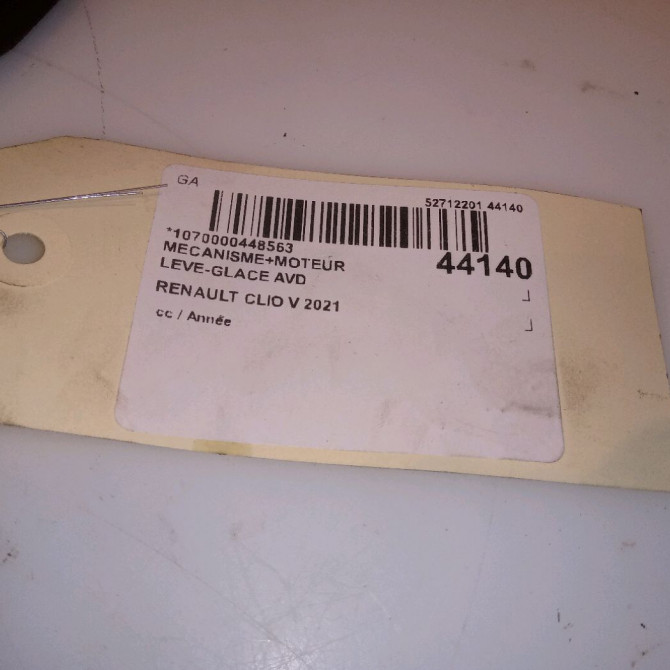 GA
52712201 44140
*1070000448563
MECANISME+MOTEUR
LEVE-GLACE AVD
44140
RENAULT CLIO V 2021
cc / Année